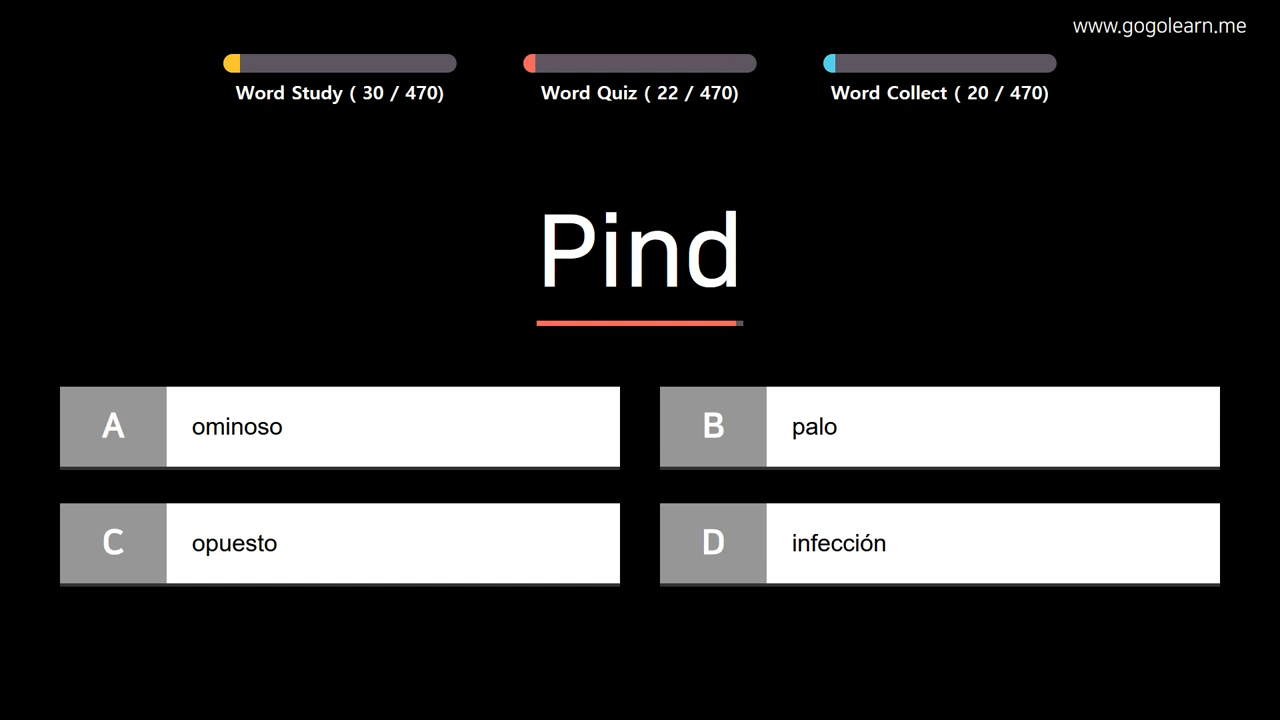 www.gogolearn.me
Word Study ( 30 / 470)
Word Quiz ( 22 / 470)
Word Collect ( 20 / 470)
Pind
A ominoso
B palo
C opuesto
D infección